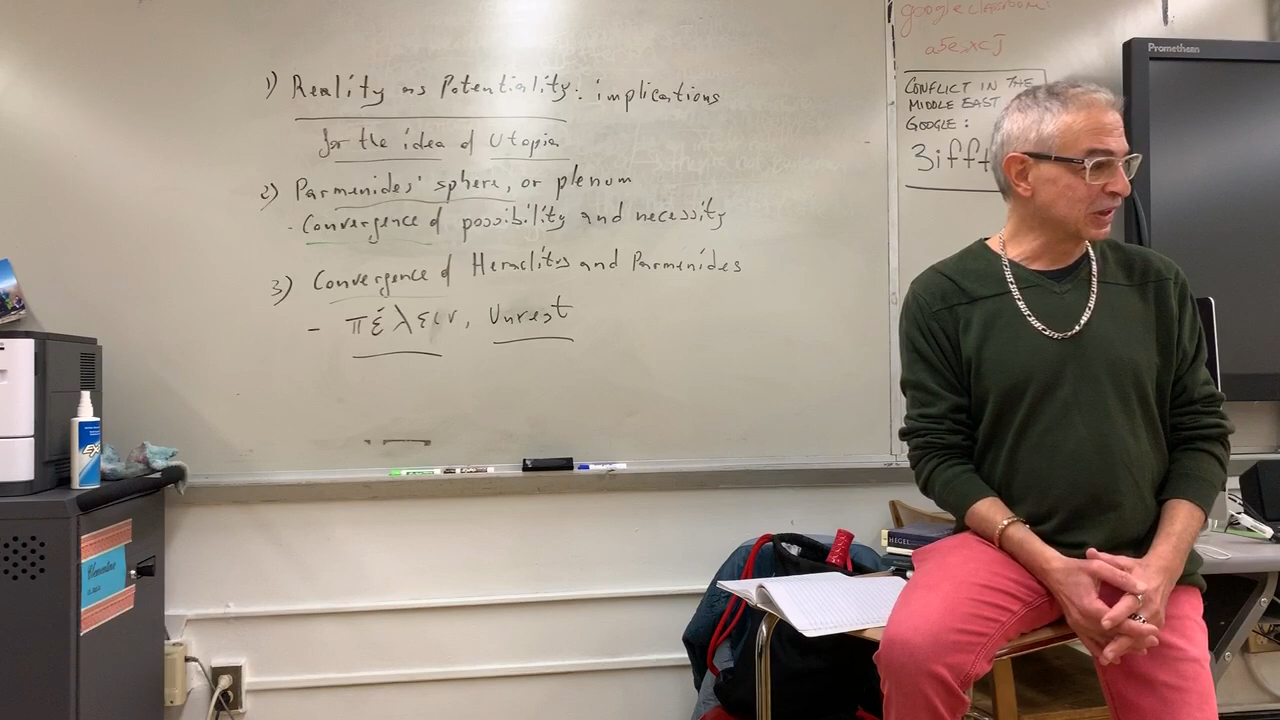 1) Reality as Potentiality: implications
for the idea of Utopia
2) Parmenides' sphere, or plenum
- Convergence of possibility and necessity
3) Convergence of Heraclitus and Parmenides
- πέλειν, Unrest
google classroom:
CONFLICT IN THE
MIDDLE EAST
GOOGLE:
3ifft
Promethean
HEGEL
Clementine